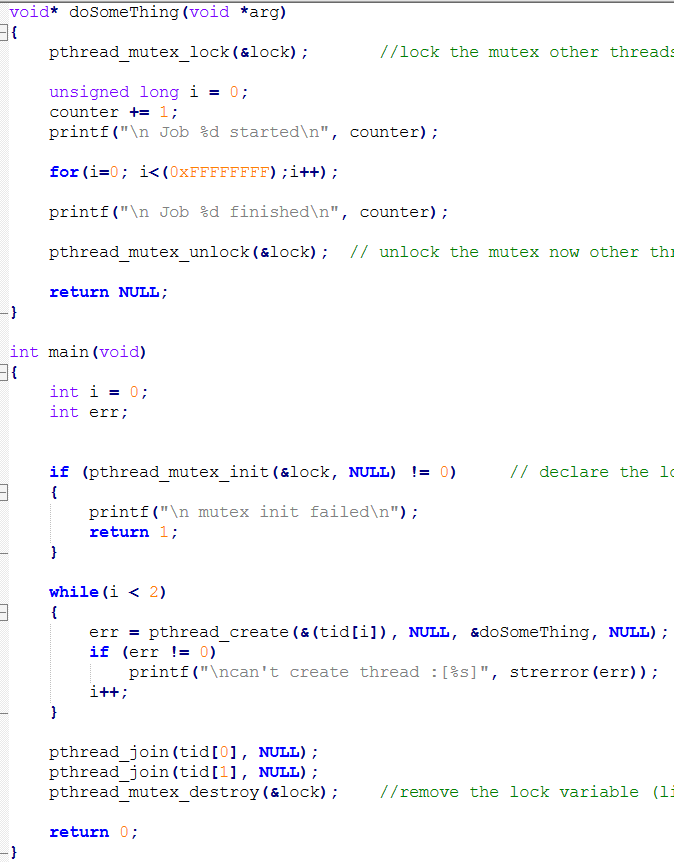 void* doSomeThing(void *arg)
{
    pthread_mutex_lock(&lock);       //lock the mutex other threads
    unsigned long i = 0;
    counter += 1;
    printf("\n Job %d started\n", counter);
    for(i=0; i<(0xFFFFFFFF);i++);
    printf("\n Job %d finished\n", counter);
    pthread_mutex_unlock(&lock);  // unlock the mutex now other thr
    return NULL;
}
int main(void)
{
    int i = 0;
    int err;
    if (pthread_mutex_init(&lock, NULL) != 0)     // declare the lo
    {
        printf("\n mutex init failed\n");
        return 1;
    }
    while(i < 2)
    {
        err = pthread_create(&(tid[i]), NULL, &doSomeThing, NULL);
        if (err != 0)
            printf("\ncan't create thread :[%s]", strerror(err));
        i++;
    }
    pthread_join(tid[0], NULL);
    pthread_join(tid[1], NULL);
    pthread_mutex_destroy(&lock);    //remove the lock variable (li
    return 0;
}